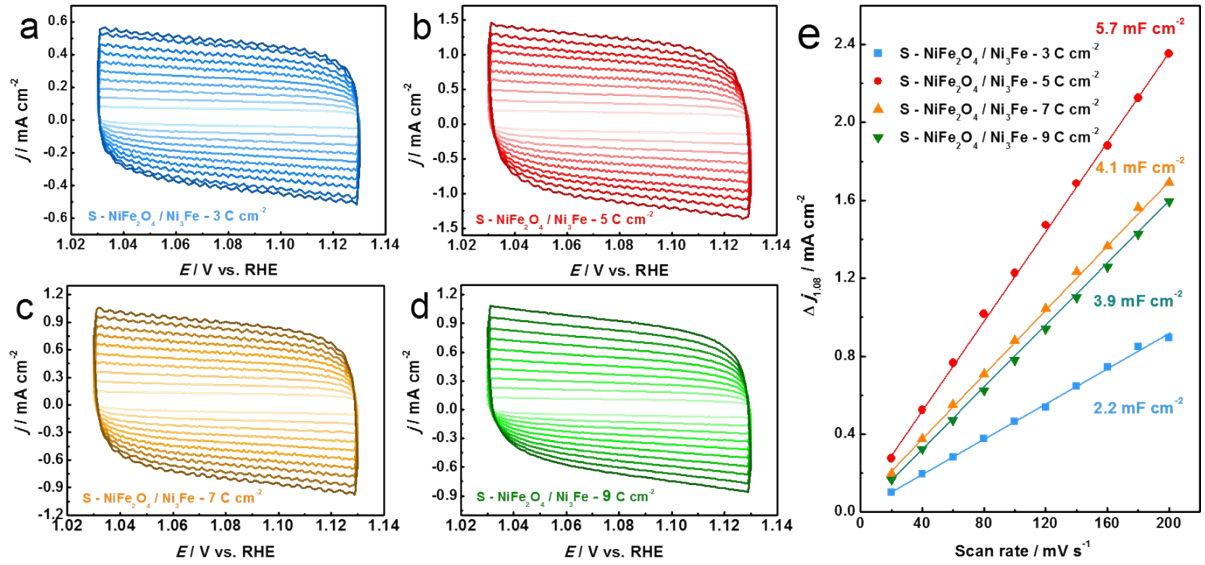 a
0.6
0.4
0.2
0.0
-0.2
-0.4
-0.6
j / mA cm⁻²
S - NiFe₂O₄ / Ni₃Fe - 3 C cm⁻²
1.02 1.04 1.06 1.08 1.10 1.12 1.14
E / V vs. RHE
b
1.5
1.0
0.5
0.0
-0.5
-1.0
-1.5
j / mA cm⁻²
S - NiFe₂O₄ / Ni₃Fe - 5 C cm⁻²
1.02 1.04 1.06 1.08 1.10 1.12 1.14
E / V vs. RHE
c
1.2
0.9
0.6
0.3
0.0
-0.3
-0.6
-0.9
-1.2
j / mA cm⁻²
S - NiFe₂O₄ / Ni₃Fe - 7 C cm⁻²
1.02 1.04 1.06 1.08 1.10 1.12 1.14
E / V vs. RHE
d
1.2
0.9
0.6
0.3
0.0
-0.3
-0.6
-0.9
j / mA cm⁻²
S - NiFe₂O₄ / Ni₃Fe - 9 C cm⁻²
1.02 1.04 1.06 1.08 1.10 1.12 1.14
E / V vs. RHE
e
5.7 mF cm⁻²
S - NiFe₂O₄ / Ni₃Fe - 3 C cm⁻²
S - NiFe₂O₄ / Ni₃Fe - 5 C cm⁻²
S - NiFe₂O₄ / Ni₃Fe - 7 C cm⁻²
S - NiFe₂O₄ / Ni₃Fe - 9 C cm⁻²
4.1 mF cm⁻²
3.9 mF cm⁻²
2.2 mF cm⁻²
2.4
2.0
1.6
1.2
0.8
0.4
0.0
Δ j₁.₀₈ / mA cm⁻²
0 40 80 120 160 200
Scan rate / mV s⁻¹